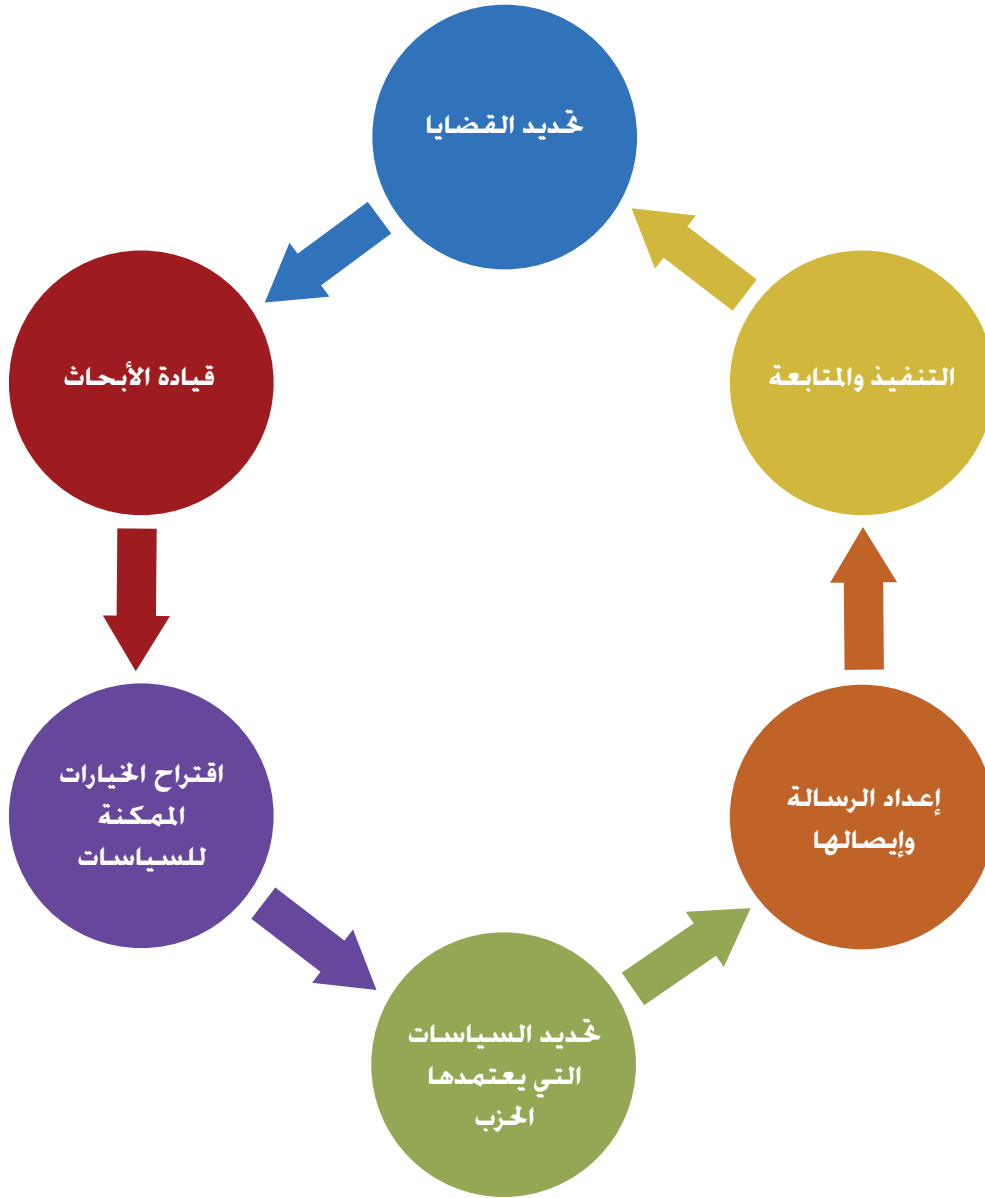 تحديد القضايا
قيادة الأبحاث
اقتراح الخيارات
الممكنة
للسياسات
تحديد السياسات
التي يعتمدها
الحزب
إعداد الرسالة
وإيصالها
التنفيذ والمتابعة